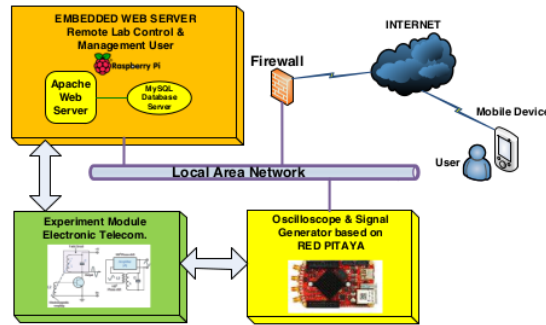 EMBEDDED WEB SERVER
Remote Lab Control &
Management User
Raspberry Pi
Apache
Web
Server
MySQL
Database
Server
Firewall
INTERNET
Mobile Device
User
Local Area Network
Experiment Module
Electronic Telecom.
Oscilloscope & Signal
Generator based on
RED PITAYA